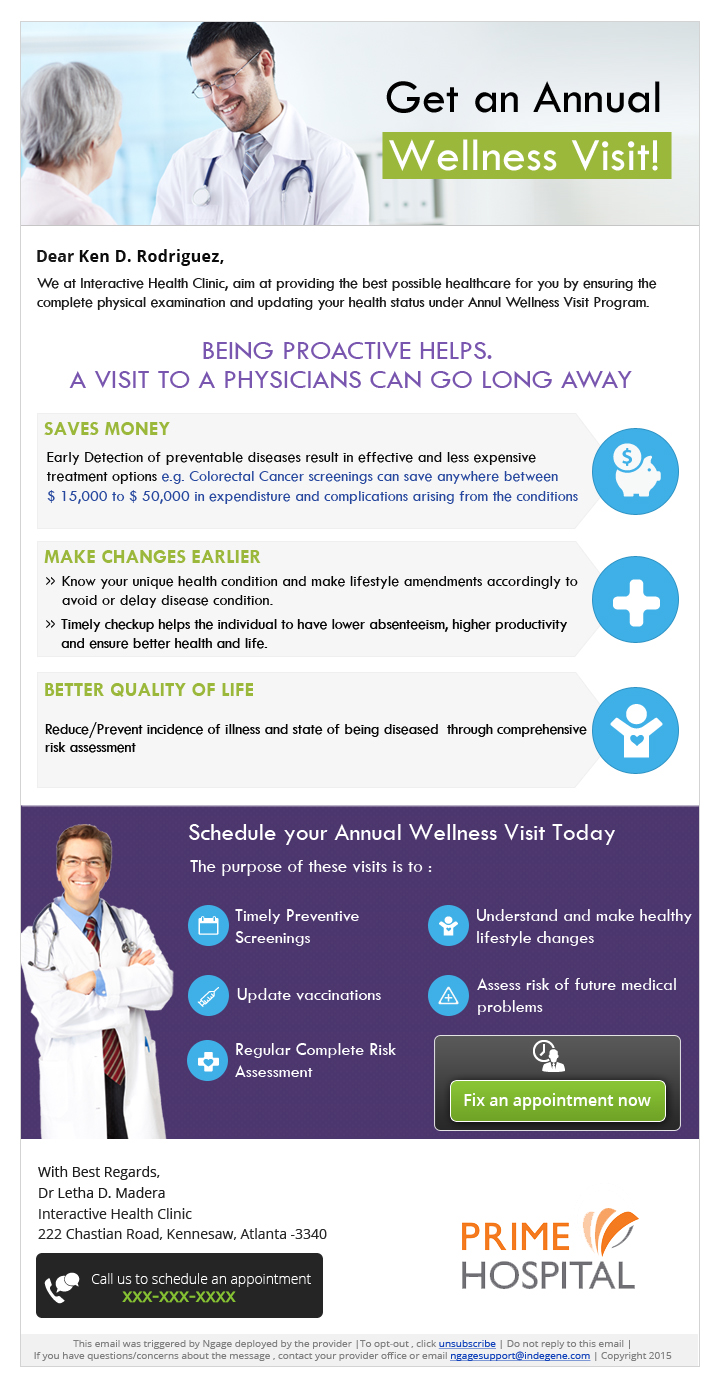 Get an Annual
Wellness Visit!
Dear Ken D. Rodriguez,
We at Interactive Health Clinic, aim at providing the best possible healthcare for you by ensuring the
complete physical examination and updating your health status under Annul Wellness Visit Program.
BEING PROACTIVE HELPS.
A VISIT TO A PHYSICIANS CAN GO LONG AWAY
SAVES MONEY
Early Detection of preventable diseases result in effective and less expensive
treatment options e.g. Colorectal Cancer screenings can save anywhere between
$ 15,000 to $ 50,000 in expendisture and complications arising from the conditions
MAKE CHANGES EARLIER
>> Know your unique health condition and make lifestyle amendments accordingly to
avoid or delay disease condition.
>> Timely checkup helps the individual to have lower absenteeism, higher productivity
and ensure better health and life.
BETTER QUALITY OF LIFE
Reduce/Prevent incidence of illness and state of being diseased through comprehensive
risk assessment
Schedule your Annual Wellness Visit Today
The purpose of these visits is to :
Timely Preventive
Screenings
Understand and make healthy
lifestyle changes
Update vaccinations
Assess risk of future medical
problems
Regular Complete Risk
Assessment
Fix an appointment now
With Best Regards,
Dr Letha D. Madera
Interactive Health Clinic
222 Chastian Road, Kennesaw, Atlanta -3340
Call us to schedule an appointment
XXX-XXX-XXXX
PRIME
HOSPITAL
This email was triggered by Ngage deployed by the provider |To opt-out , click unsubscribe | Do not reply to this email |
If you have questions/concerns about the message , contact your provider office or email ngagesupport@indegene.com | Copyright 2015